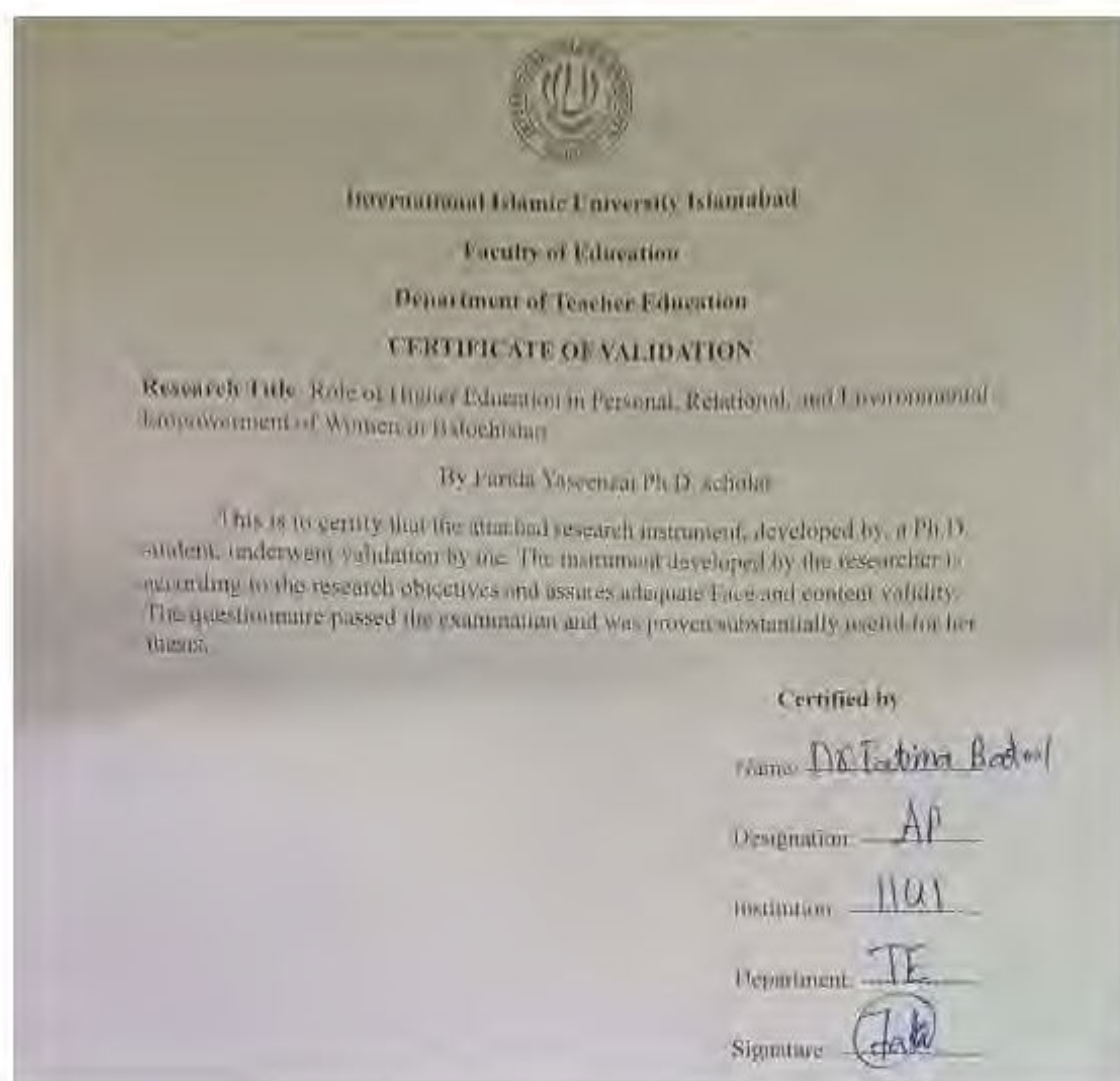 International Islamic University Islamabad
Faculty of Education
Department of Teacher Education
CERTIFICATE OF VALIDATION
Research Title Role of Higher Education in Personal, Relational, and Environmental
Empowerment of Women in Balochistan
By Farida Yaseenzai Ph.D. scholar
This is to certify that the attached research instrument, developed by, a Ph.D.
student, underwent validation by me. The instrument developed by the researcher is
according to the research objectives and assures adequate Face and content validity.
The questionnaire passed the examination and was proven substantially useful for her
thesis.
Certified by
Name: Dr Fatima Batool
Designation AP
Institution IIUI
Department: TE
Signature